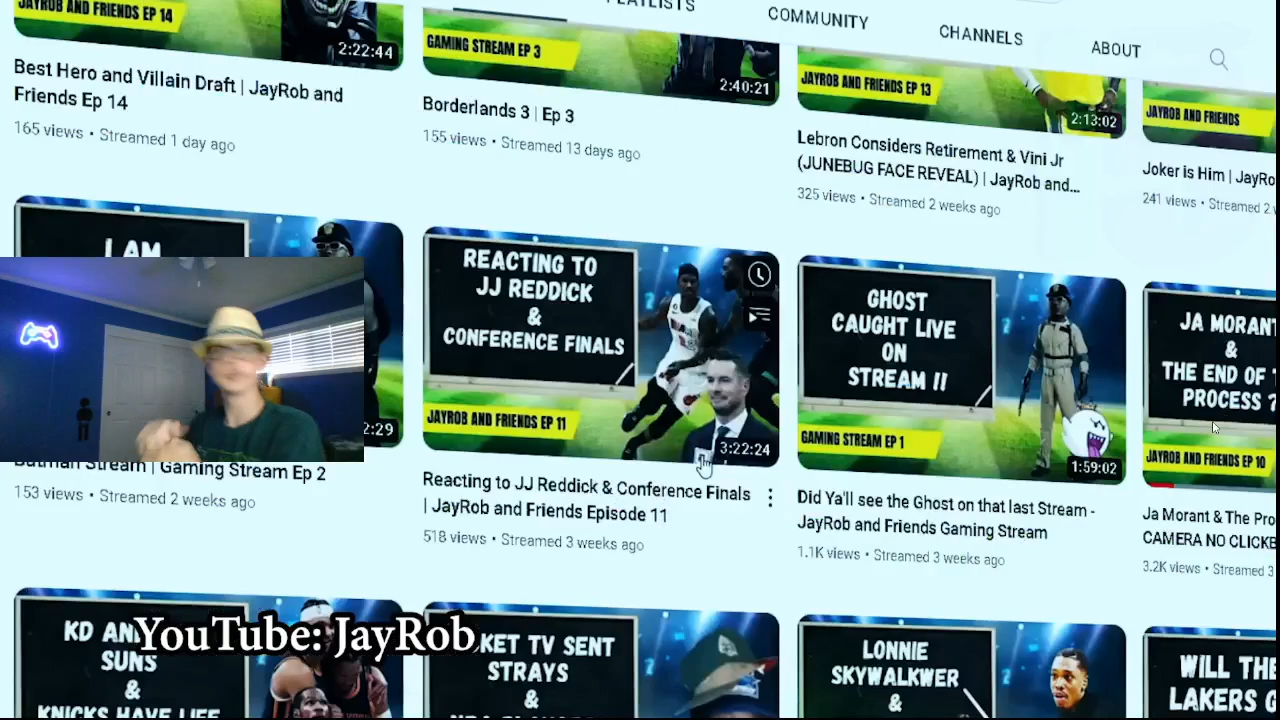 PLAYLISTS
COMMUNITY
CHANNELS
ABOUT
JAYROB AND FRIENDS EP 14
2:22:44
Best Hero and Villain Draft | JayRob and
Friends Ep 14
165 views • Streamed 1 day ago
GAMING STREAM EP 3
2:40:21
Borderlands 3 | Ep 3
155 views • Streamed 13 days ago
JAYROB AND FRIENDS EP 13
2:13:02
Lebron Considers Retirement & Vini Jr
(JUNEBUG FACE REVEAL) | JayRob and...
325 views • Streamed 2 weeks ago
JAYROB AND FRIENDS
Joker is Him | JayRo
241 views • Streamed 2
I AM
2:29
Batman Stream | Gaming Stream Ep 2
153 views • Streamed 2 weeks ago
REACTING TO
JJ REDDICK
&
CONFERENCE FINALS
JAYROB AND FRIENDS EP 11
3:22:24
Reacting to JJ Reddick & Conference Finals
| JayRob and Friends Episode 11
518 views • Streamed 3 weeks ago
GHOST
CAUGHT LIVE
ON
STREAM !!
GAMING STREAM EP 1
1:59:02
Did Ya'll see the Ghost on that last Stream -
JayRob and Friends Gaming Stream
1.1K views • Streamed 3 weeks ago
JA MORANT
&
THE END OF
PROCESS ?
JAYROB AND FRIENDS EP 10
Ja Morant & The Pro
CAMERA NO CLICKB
3.2K views • Streamed 3
KD AN
SUNS
&
KNICKS HAVE LIFE
YouTube: JayRob
KET TV SENT
STRAYS
&
LONNIE
SKYWALKWER
&
WILL THE
LAKERS